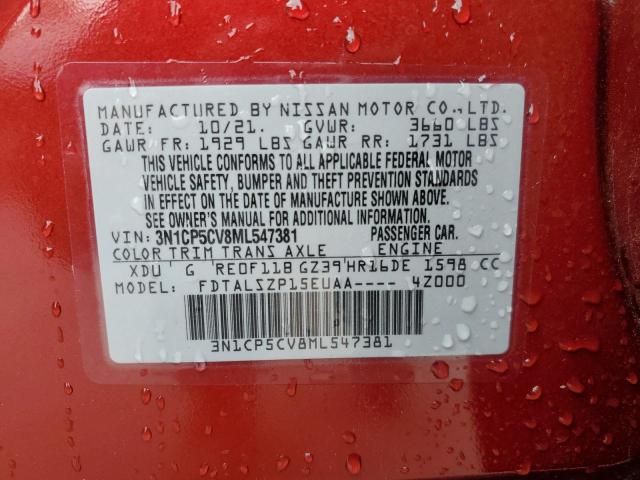 MANUFACTURED BY NISSAN MOTOR CO.,LTD.
DATE: 10/21. GVWR: 3660 LBS
GAWR FR: 1929 LBS GAWR RR: 1731 LBS
THIS VEHICLE CONFORMS TO ALL APPLICABLE FEDERAL MOTOR
VEHICLE SAFETY, BUMPER AND THEFT PREVENTION STANDARDS
IN EFFECT ON THE DATE OF MANUFACTURE SHOWN ABOVE.
SEE OWNER'S MANUAL FOR ADDITIONAL INFORMATION.
VIN: 3N1CP5CV8ML547381 PASSENGER CAR.
COLOR TRIM TRANS AXLE ENGINE
XDU G RE0F11B GZ39 HR16DE 1598 CC
MODEL: FDTALSZP15EUAA---- 4Z000
3N1CP5CV8ML547381